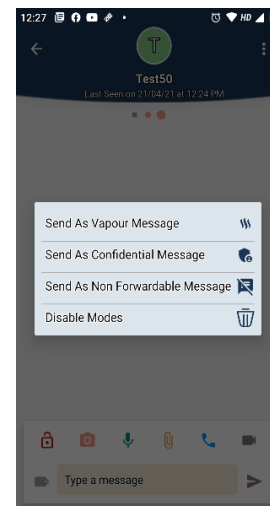 12:27 HD
T
Test50
Last Seen on 21/04/21 at 12:24 PM
Send As Vapour Message
Send As Confidential Message
Send As Non Forwardable Message
Disable Modes
Type a message